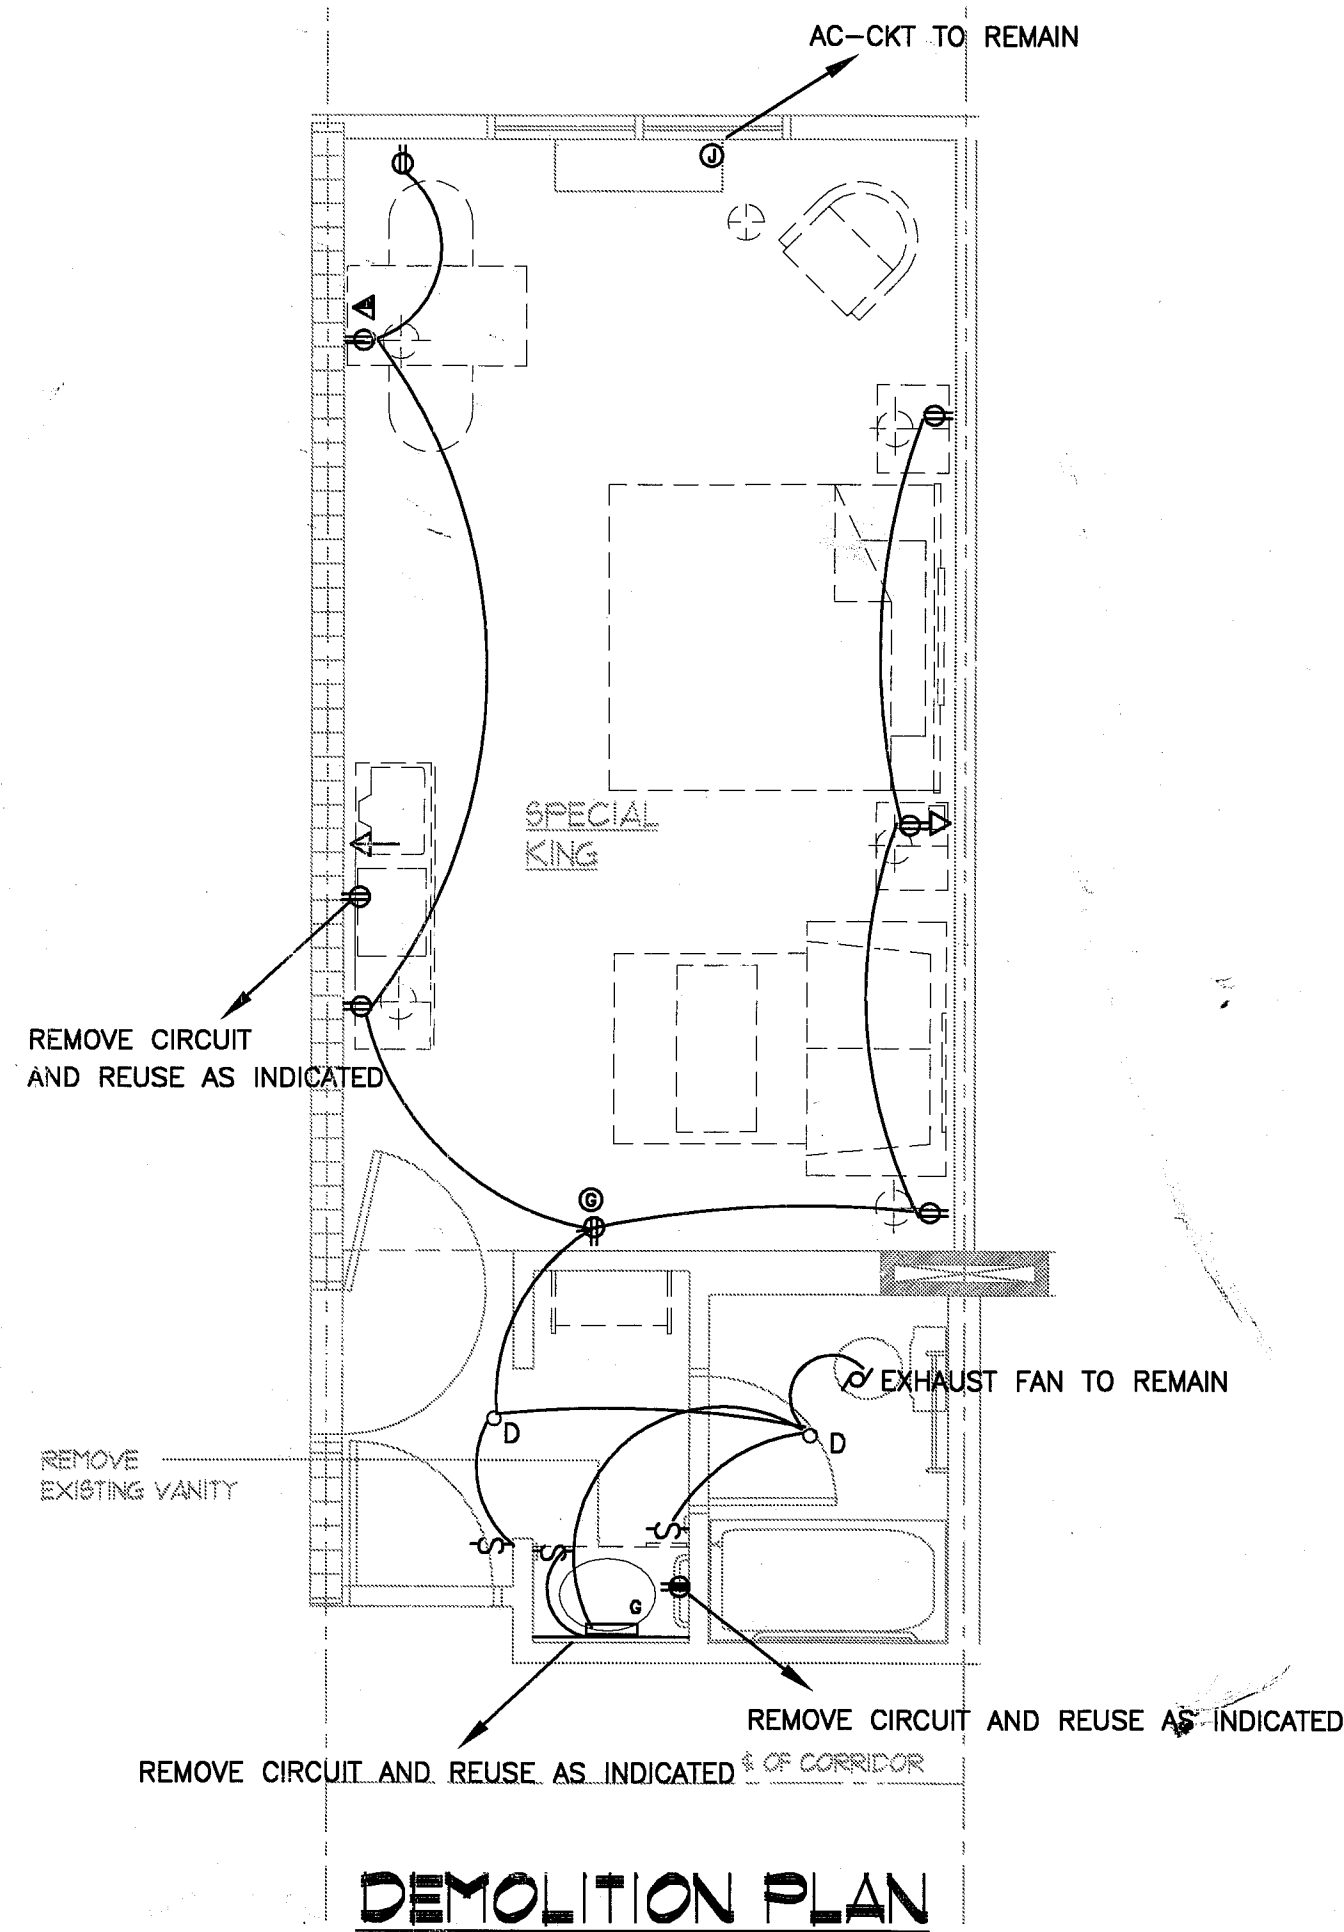 AC-CKT TO REMAIN
J
SPECIAL
KING
REMOVE CIRCUIT
AND REUSE AS INDICATED
G
EXHAUST FAN TO REMAIN
D
D
REMOVE
EXISTING VANITY
S
S
S
G
REMOVE CIRCUIT AND REUSE AS INDICATED
REMOVE CIRCUIT AND REUSE AS INDICATED
℄ OF CORRIDOR
DEMOLITION PLAN